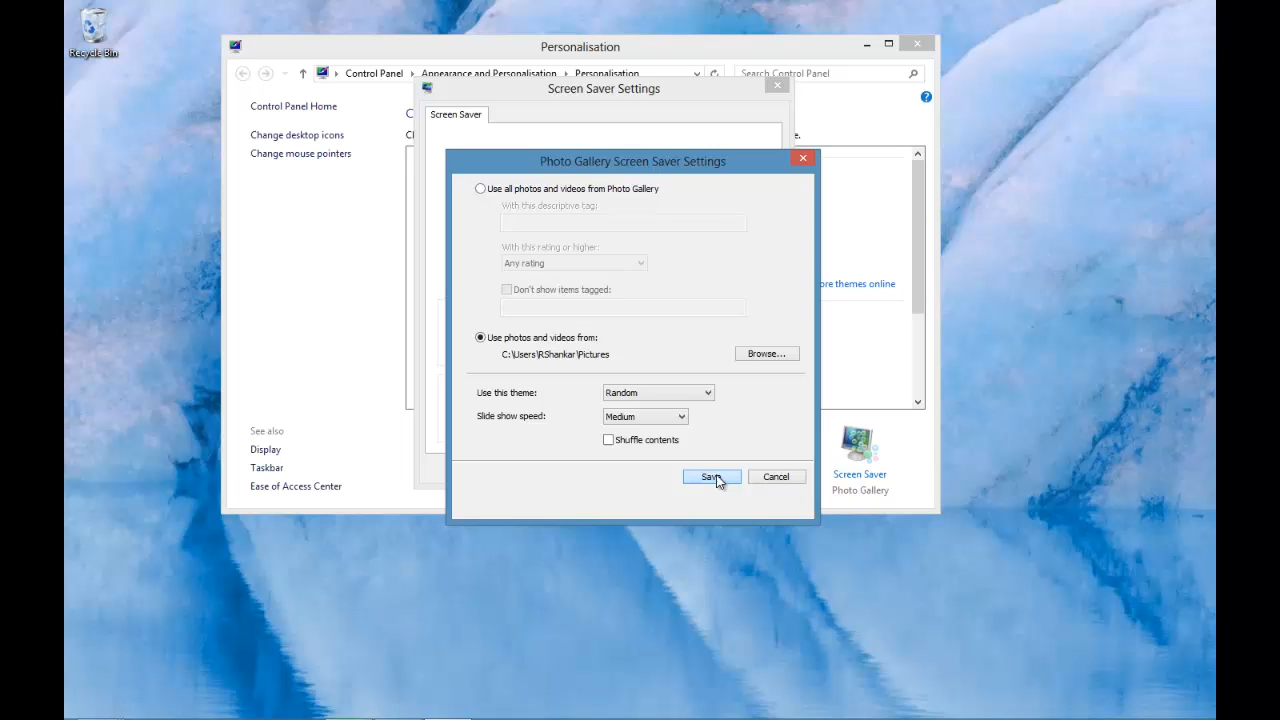 Recycle Bin
Personalisation
Control Panel Appearance and Personalisation Personalisation
Search Control Panel
Control Panel Home
Change desktop icons
Change mouse pointers
See also
Display
Taskbar
Ease of Access Center
Screen Saver Settings
Screen Saver
Photo Gallery Screen Saver Settings
Use all photos and videos from Photo Gallery
With this descriptive tag:
With this rating or higher:
Any rating
Don't show items tagged:
Use photos and videos from:
C:\Users\RShankar\Pictures
Browse...
Use this theme:
Random
Slide show speed:
Medium
Shuffle contents
Save
Cancel
ore themes online
Screen Saver
Photo Gallery